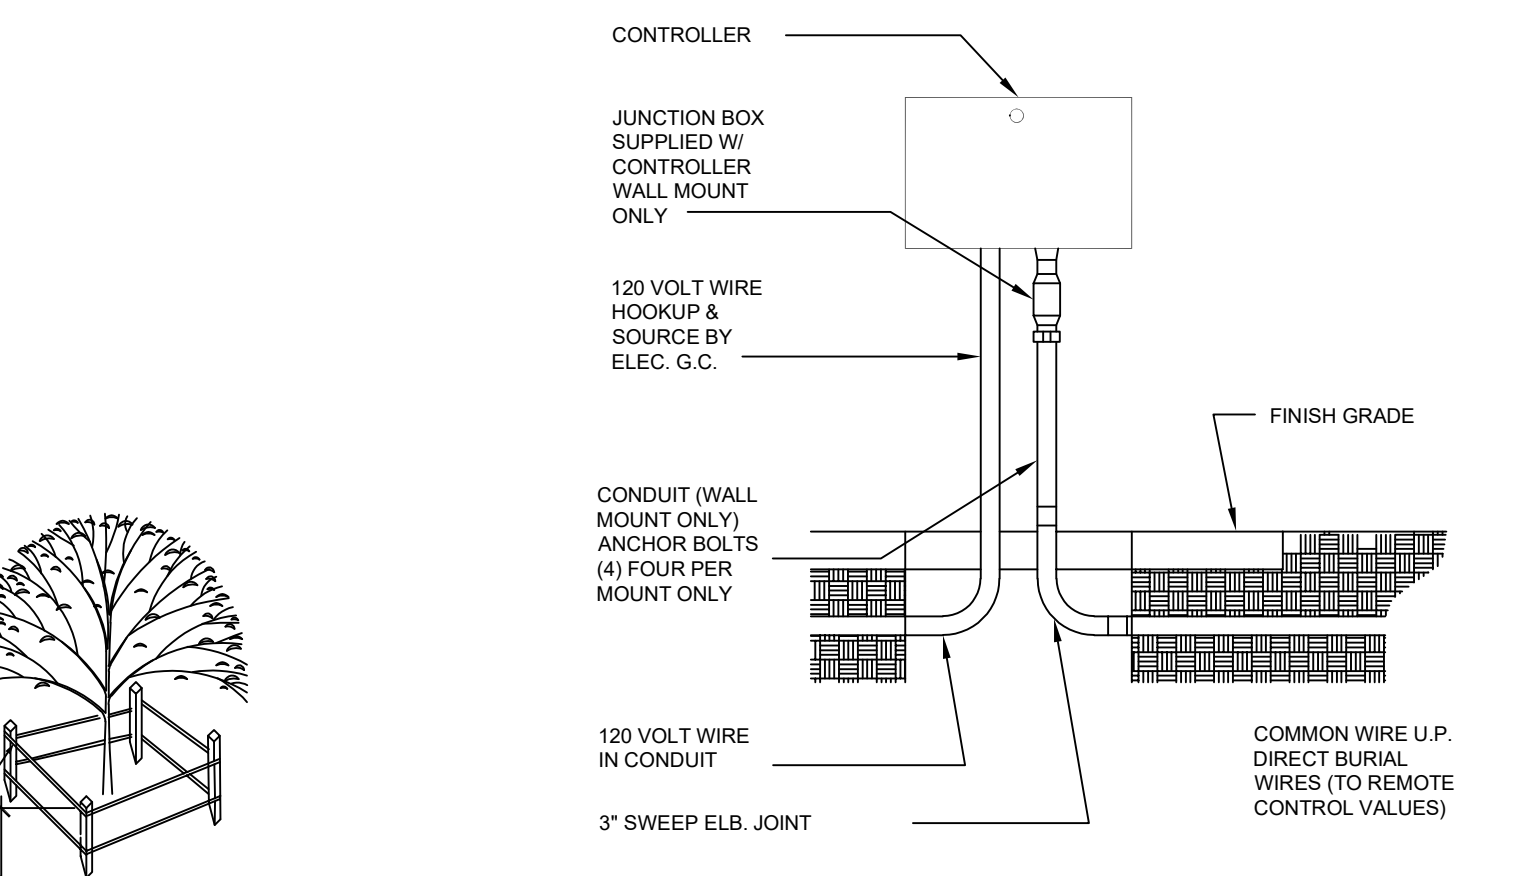 CONTROLLER
JUNCTION BOX
SUPPLIED W/
CONTROLLER
WALL MOUNT
ONLY
120 VOLT WIRE
HOOKUP &
SOURCE BY
ELEC. G.C.
FINISH GRADE
CONDUIT (WALL
MOUNT ONLY)
ANCHOR BOLTS
(4) FOUR PER
MOUNT ONLY
120 VOLT WIRE
IN CONDUIT
COMMON WIRE U.P.
DIRECT BURIAL
WIRES (TO REMOTE
CONTROL VALUES)
3" SWEEP ELB. JOINT